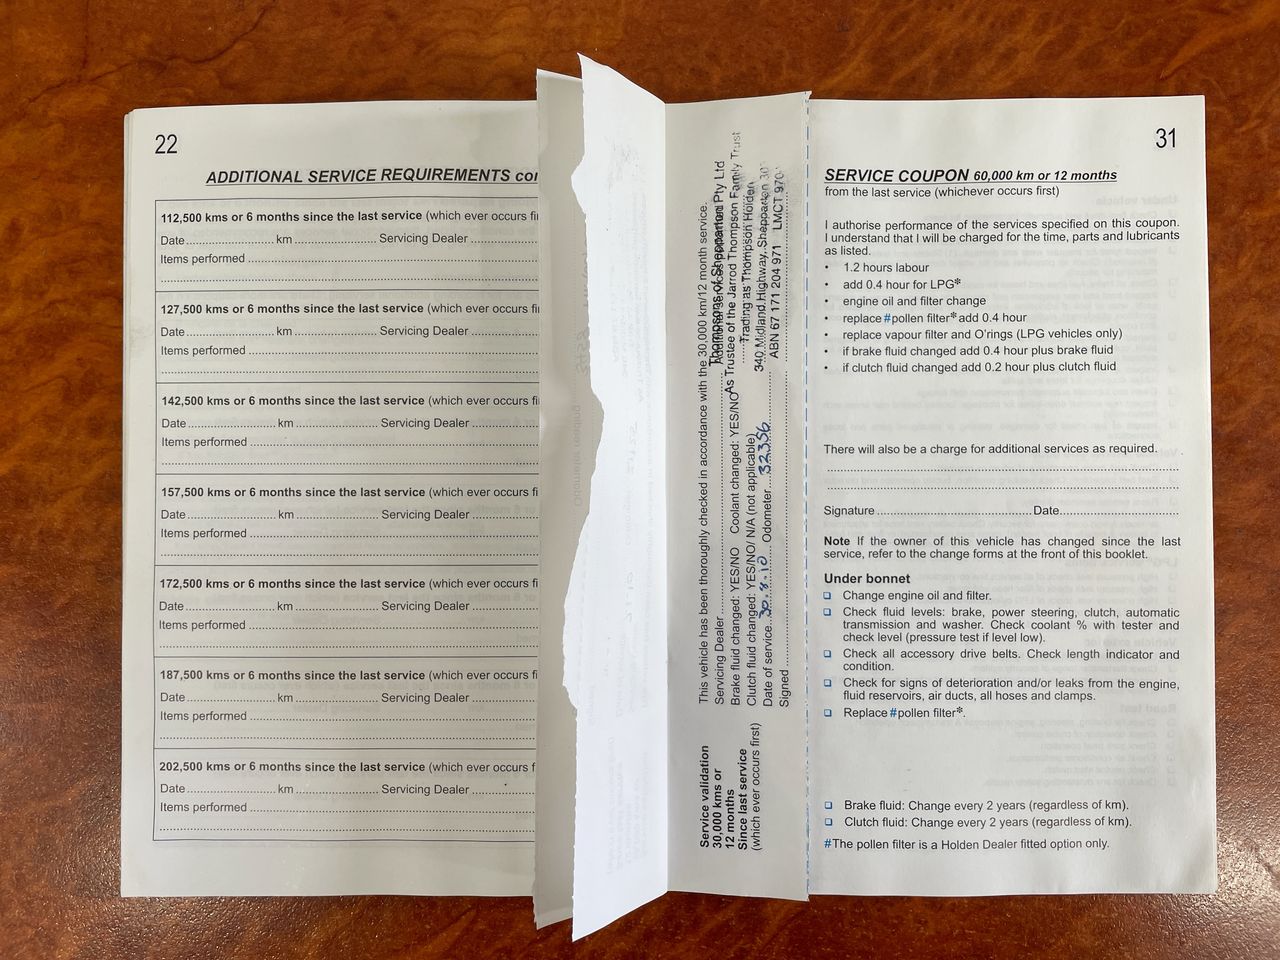 22
ADDITIONAL SERVICE REQUIREMENTS
112,500 kms or 6 months since the last service (which ever occurs
Date.......................... km ....................... Servicing Dealer ....................
Items performed ..........................................................................
127,500 kms or 6 months since the last service (which ever occurs
Date.......................... km ....................... Servicing Dealer ....................
Items performed ..........................................................................
142,500 kms or 6 months since the last service (which ever occurs
Date.......................... km ....................... Servicing Dealer ....................
Items performed ..........................................................................
157,500 kms or 6 months since the last service (which ever occurs
Date.......................... km ....................... Servicing Dealer ....................
Items performed ..........................................................................
172,500 kms or 6 months since the last service (which ever occurs
Date.......................... km ....................... Servicing Dealer ....................
Items performed ..........................................................................
187,500 kms or 6 months since the last service (which ever occurs
Date.......................... km ....................... Servicing Dealer ....................
Items performed ..........................................................................
202,500 kms or 6 months since the last service (which ever occurs
Date.......................... km ....................... Servicing Dealer ....................
Items performed ..........................................................................
Service validation
30,000 kms or
12 months
Since last service
(which ever occurs first)
This vehicle has been thoroughly checked in accordance with the 30,000 km/12 month service.
Servicing Dealer
Brake fluid changed: YES/NO Coolant changed: YES/NO
Clutch fluid changed: YES/NO/ N/A (not applicable)
Date of service 30.8.10 Odometer 32356
Signed
Thompsons of Shepparton Pty Ltd
As Trustee of the Jarrod Thompson Family Trust
Trading as Thompson Holden
340 Midland Highway, Shepparton
ABN 67 171 204 971 LMCT 970
31
SERVICE COUPON 60,000 km or 12 months
from the last service (whichever occurs first)
I authorise performance of the services specified on this coupon.
I understand that I will be charged for the time, parts and lubricants
as listed.
• 1.2 hours labour
• add 0.4 hour for LPG*
• engine oil and filter change
• replace #pollen filter* add 0.4 hour
• replace vapour filter and O'rings (LPG vehicles only)
• if brake fluid changed add 0.4 hour plus brake fluid
• if clutch fluid changed add 0.2 hour plus clutch fluid
There will also be a charge for additional services as required.
Signature ............................................ Date...................................
Note If the owner of this vehicle has changed since the last
service, refer to the change forms at the front of this booklet.
Under bonnet
❏ Change engine oil and filter.
❏ Check fluid levels: brake, power steering, clutch, automatic
transmission and washer. Check coolant % with tester and
check level (pressure test if level low).
❏ Check all accessory drive belts. Check length indicator and
condition.
❏ Check for signs of deterioration and/or leaks from the engine,
fluid reservoirs, air ducts, all hoses and clamps.
❏ Replace #pollen filter*.
❏ Brake fluid: Change every 2 years (regardless of km).
❏ Clutch fluid: Change every 2 years (regardless of km).
#The pollen filter is a Holden Dealer fitted option only.